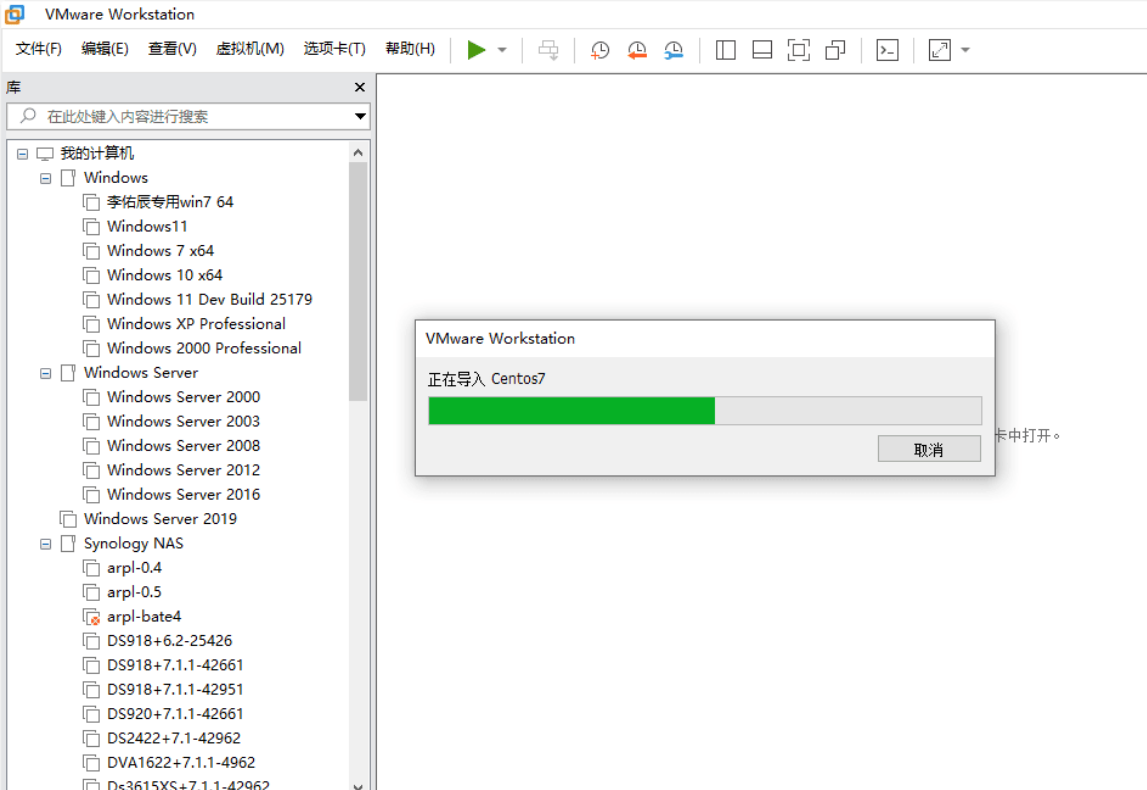 VMware Workstation
文件(F) 编辑(E) 查看(V) 虚拟机(M) 选项卡(T) 帮助(H)
库
在此处键入内容进行搜索
我的计算机
Windows
李佑辰专用win7 64
Windows11
Windows 7 x64
Windows 10 x64
Windows 11 Dev Build 25179
Windows XP Professional
Windows 2000 Professional
Windows Server
Windows Server 2000
Windows Server 2003
Windows Server 2008
Windows Server 2012
Windows Server 2016
Windows Server 2019
Synology NAS
arpl-0.4
arpl-0.5
arpl-bate4
DS918+6.2-25426
DS918+7.1.1-42661
DS918+7.1.1-42951
DS920+7.1.1-42661
DS2422+7.1-42962
DVA1622+7.1.1-4962
Ds3615XS+7.1.1-42962
VMware Workstation
正在导入 Centos7
取消
卡中打开。